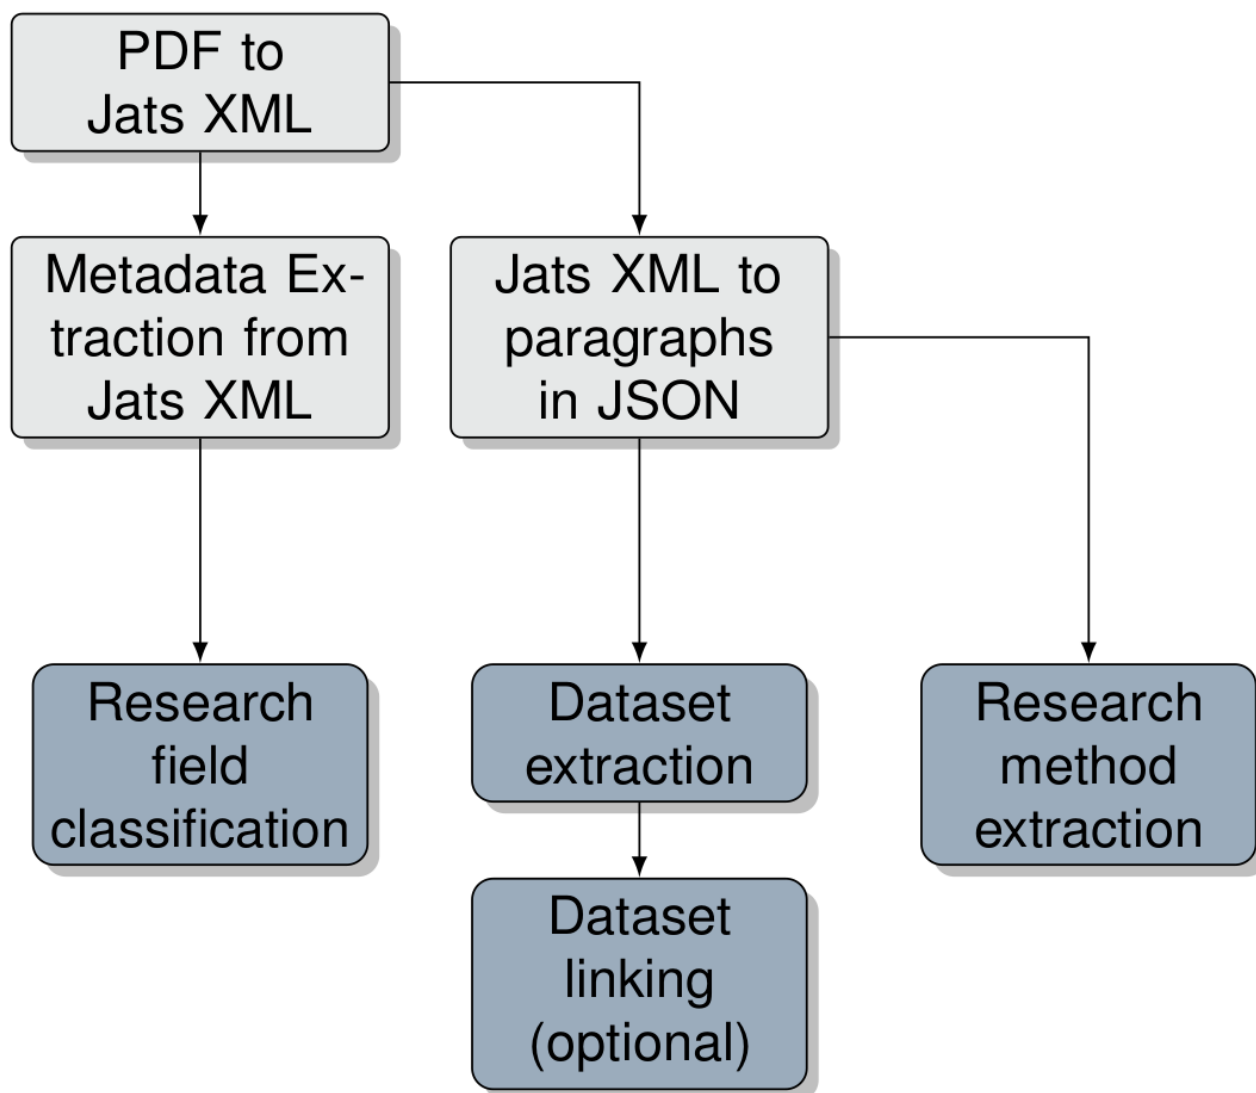 PDF to
Jats XML
Metadata Ex-
traction from
Jats XML
Jats XML to
paragraphs
in JSON
Research
field
classification
Dataset
extraction
Research
method
extraction
Dataset
linking
(optional)